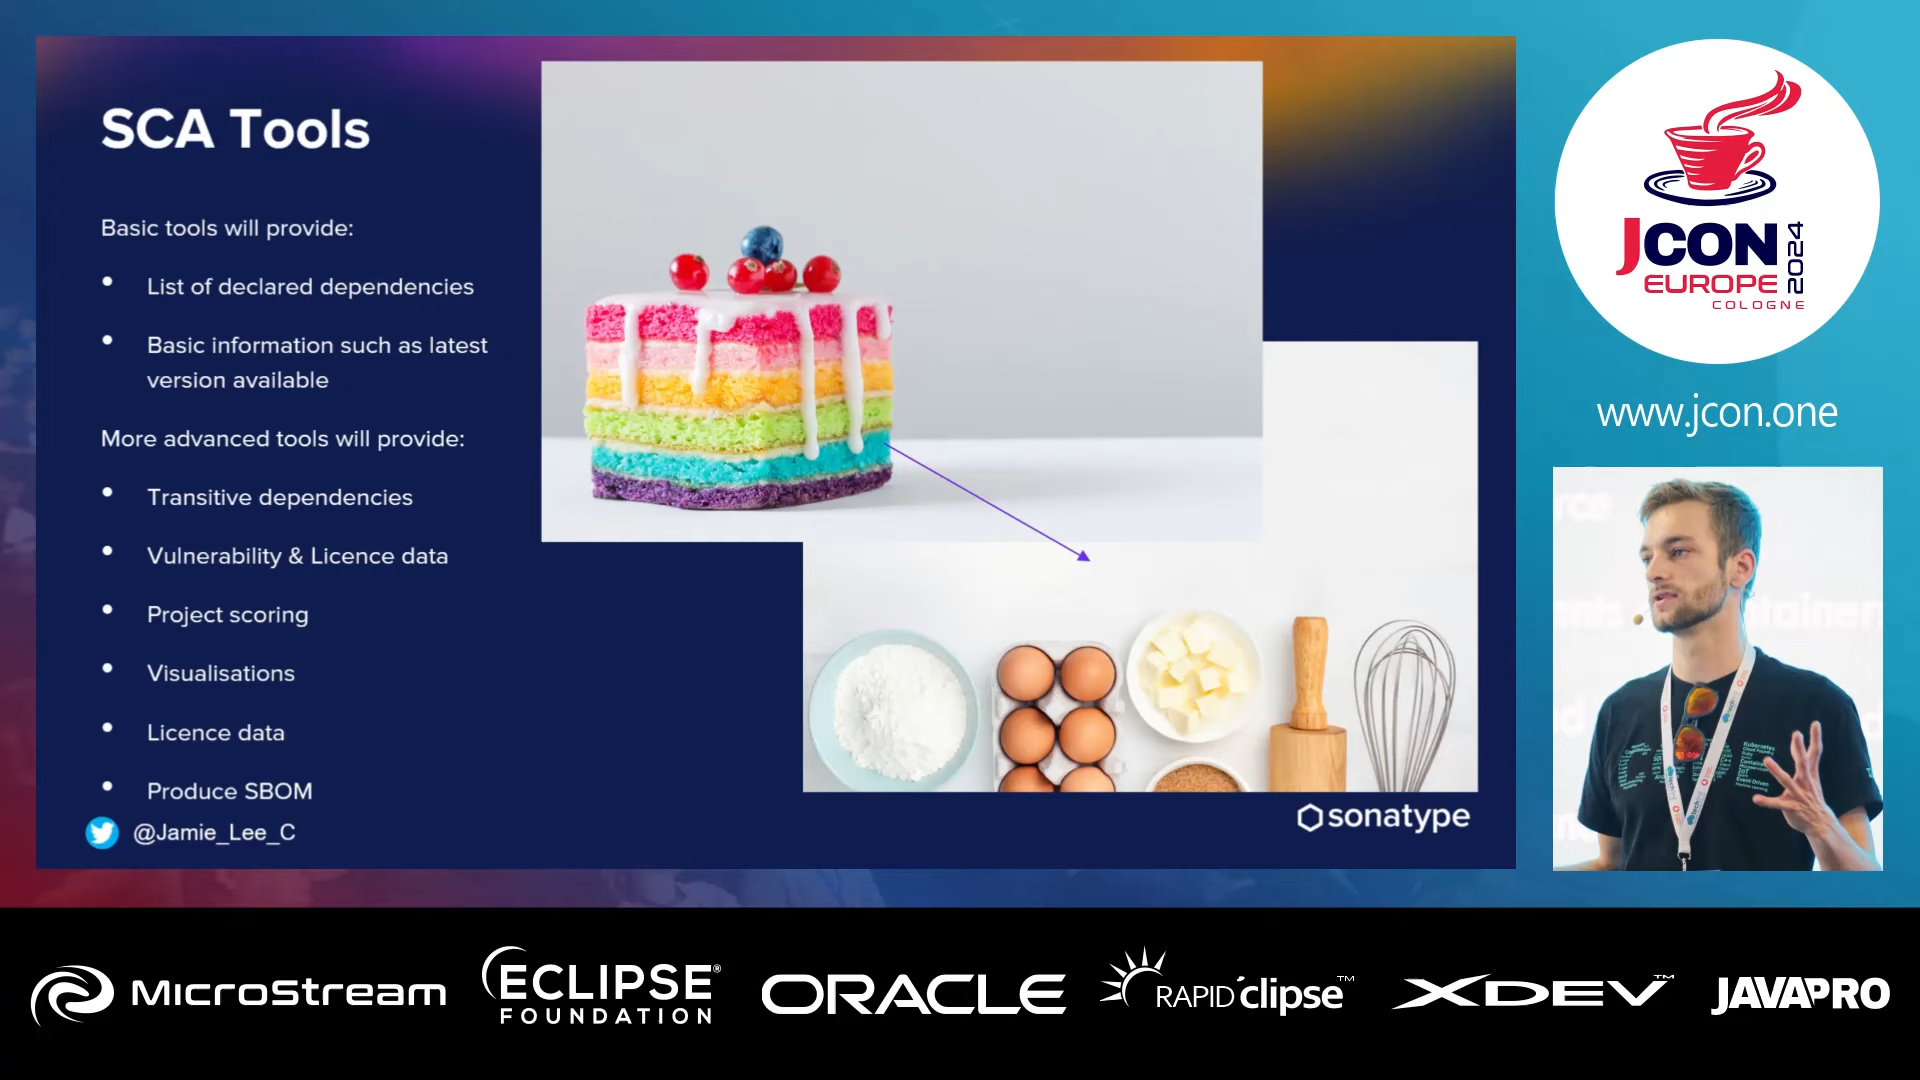 SCA Tools
Basic tools will provide:
• List of declared dependencies
• Basic information such as latest
version available
More advanced tools will provide:
• Transitive dependencies
• Vulnerability & Licence data
• Project scoring
• Visualisations
• Licence data
• Produce SBOM
@Jamie_Lee_C
sonatype
JCON
EUROPE
2024
COLOGNE
www.jcon.one
MicroStream
ECLIPSE®
FOUNDATION
ORACLE
RAPID'clipse™
XDEV™
JAVAPRO